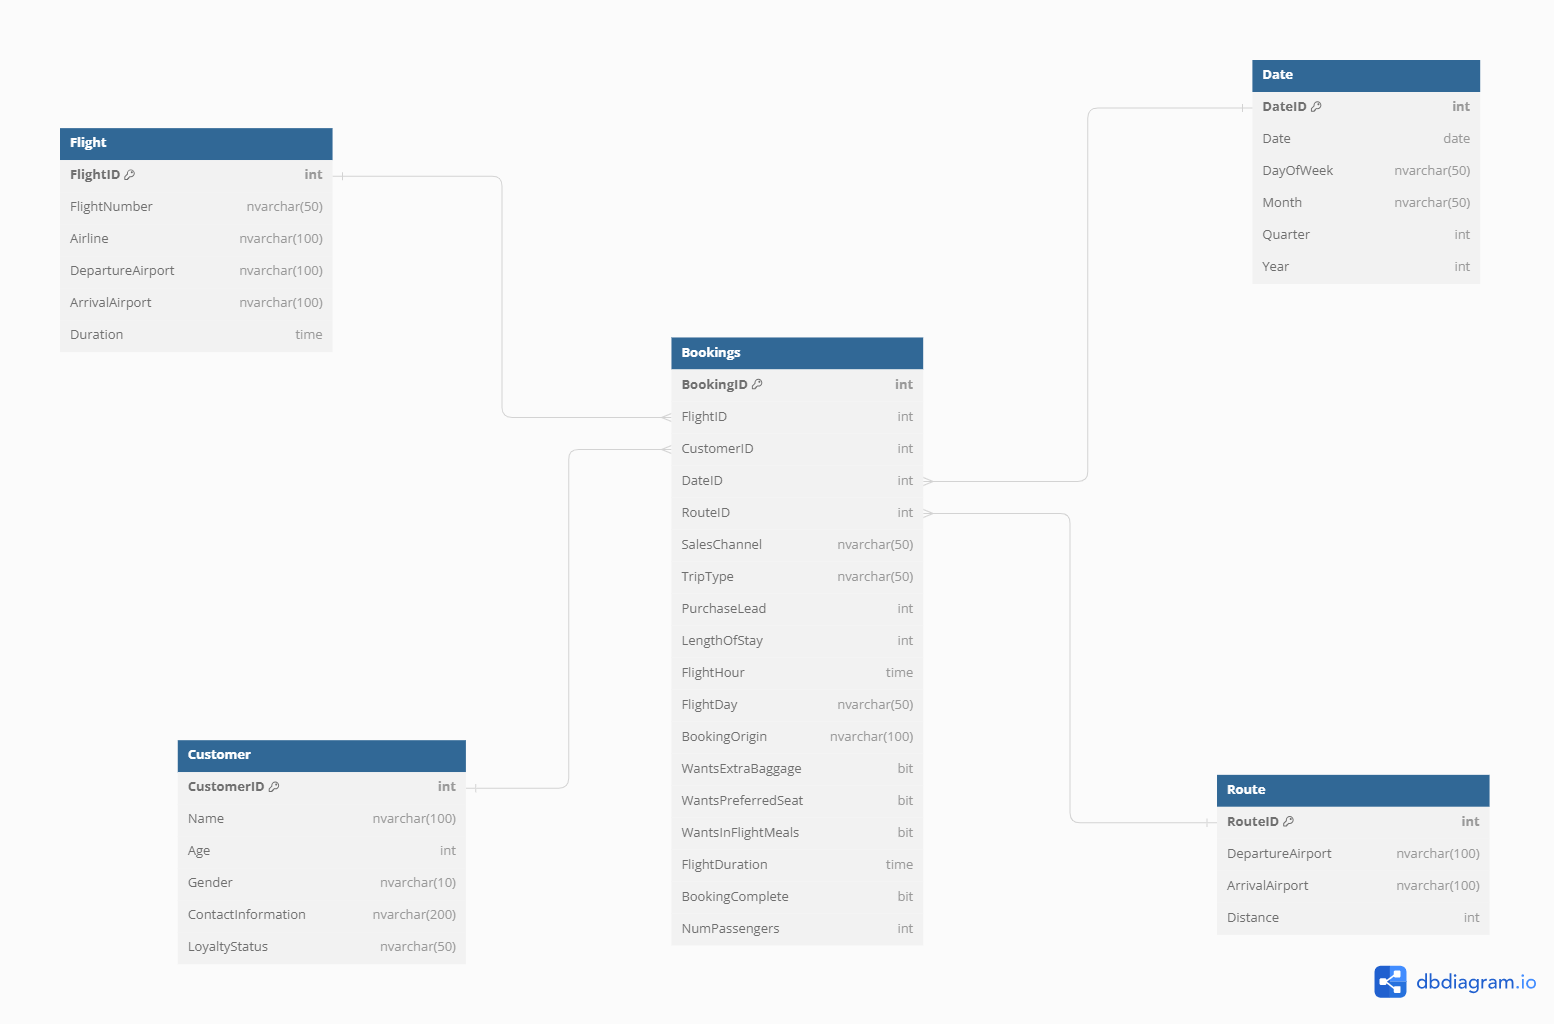 Flight
FlightID int
FlightNumber nvarchar(50)
Airline nvarchar(100)
DepartureAirport nvarchar(100)
ArrivalAirport nvarchar(100)
Duration time
Date
DateID int
Date date
DayOfWeek nvarchar(50)
Month nvarchar(50)
Quarter int
Year int
Bookings
BookingID int
FlightID int
CustomerID int
DateID int
RouteID int
SalesChannel nvarchar(50)
TripType nvarchar(50)
PurchaseLead int
LengthOfStay int
FlightHour time
FlightDay nvarchar(50)
BookingOrigin nvarchar(100)
WantsExtraBaggage bit
WantsPreferredSeat bit
WantsInFlightMeals bit
FlightDuration time
BookingComplete bit
NumPassengers int
Customer
CustomerID int
Name nvarchar(100)
Age int
Gender nvarchar(10)
ContactInformation nvarchar(200)
LoyaltyStatus nvarchar(50)
Route
RouteID int
DepartureAirport nvarchar(100)
ArrivalAirport nvarchar(100)
Distance int
dbdiagram.io